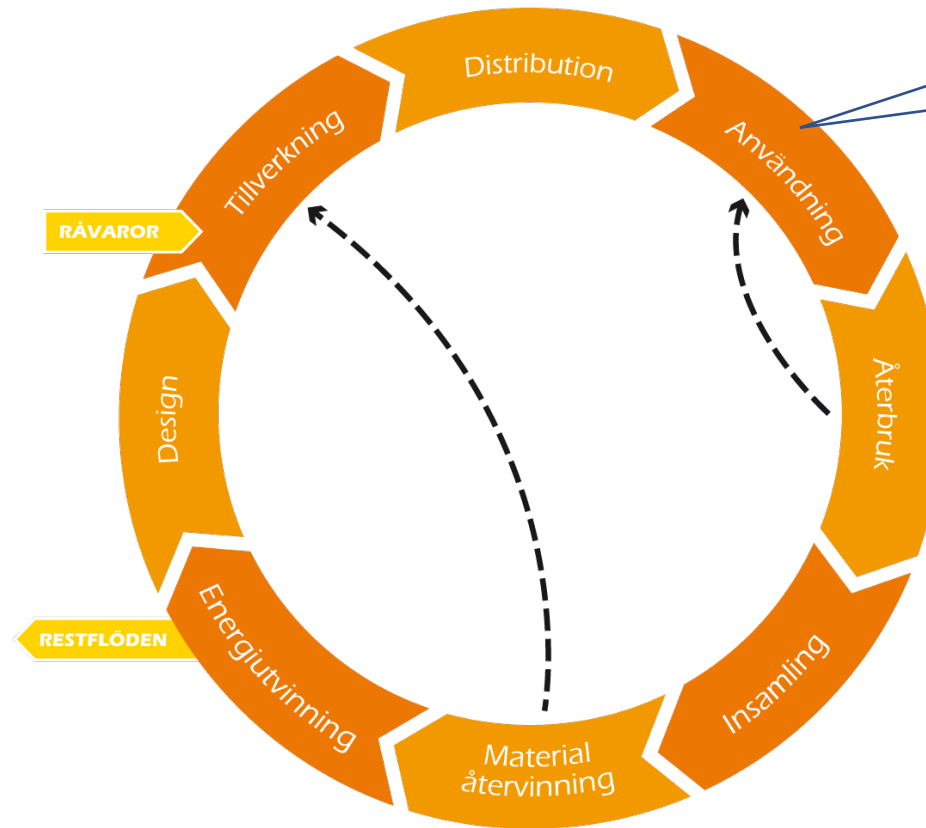 Distribution
Användning
Återbruk
Insamling
Material
återvinning
Energiutvinning
RESTFLÖDEN
Design
RÅVAROR
Tillverkning